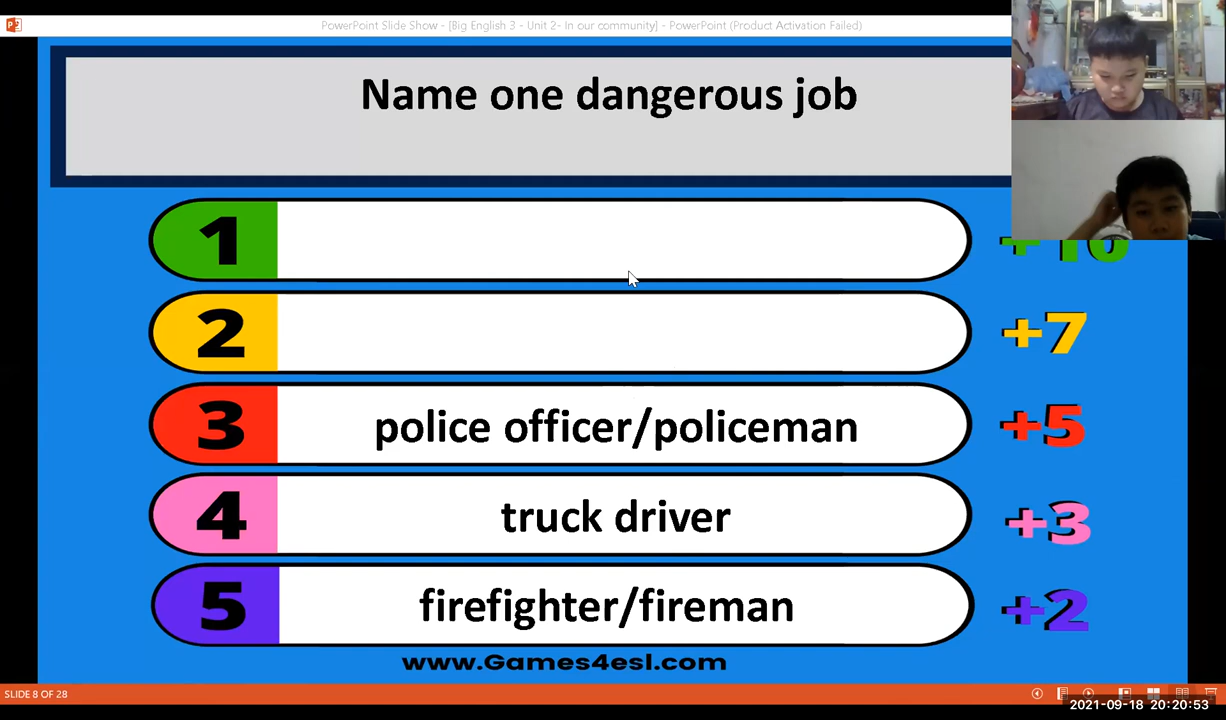 PowerPoint Slide Show - [Big English 3 - Unit 2- In our community] - PowerPoint (Product Activation Failed)
Name one dangerous job
1 +10
2 +7
3 police officer/policeman +5
4 truck driver +3
5 firefighter/fireman +2
www.Games4esl.com
SLIDE 8 OF 28
2021-09-18 20:20:53